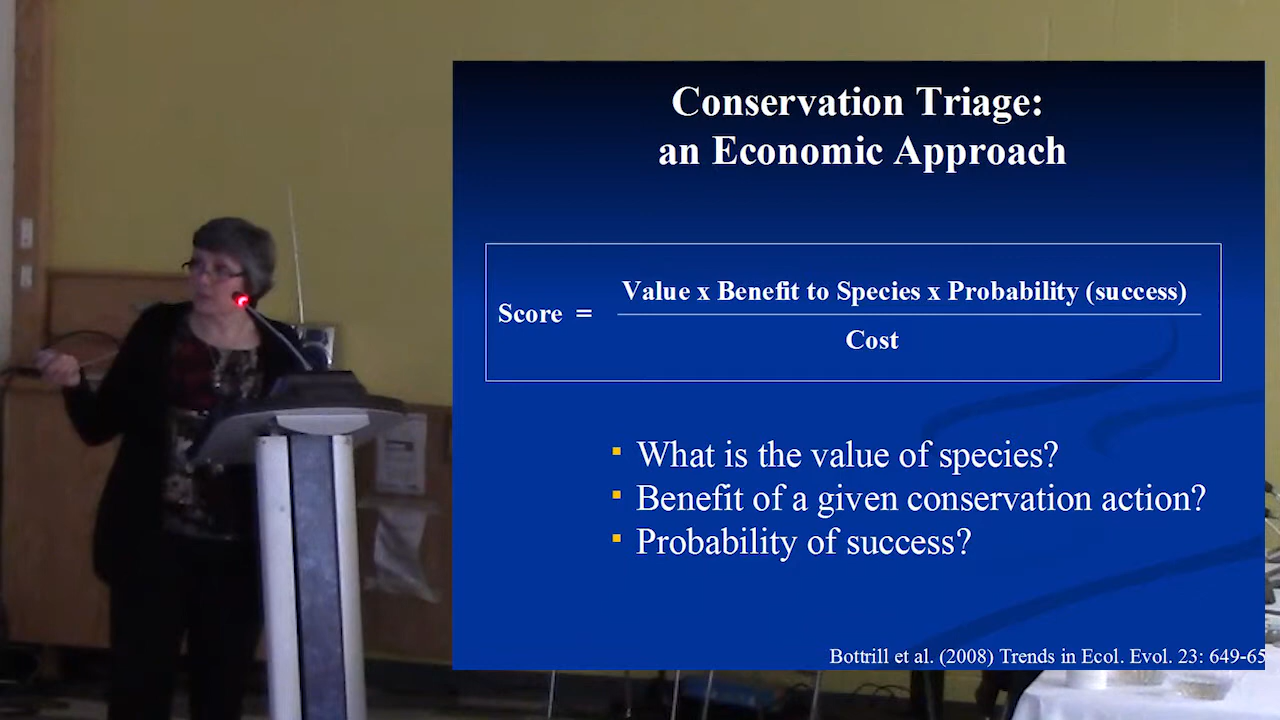 Conservation Triage:
an Economic Approach
Score = Value x Benefit to Species x Probability (success)
Cost
▪ What is the value of species?
▪ Benefit of a given conservation action?
▪ Probability of success?
Bottrill et al. (2008) Trends in Ecol. Evol. 23: 649-65